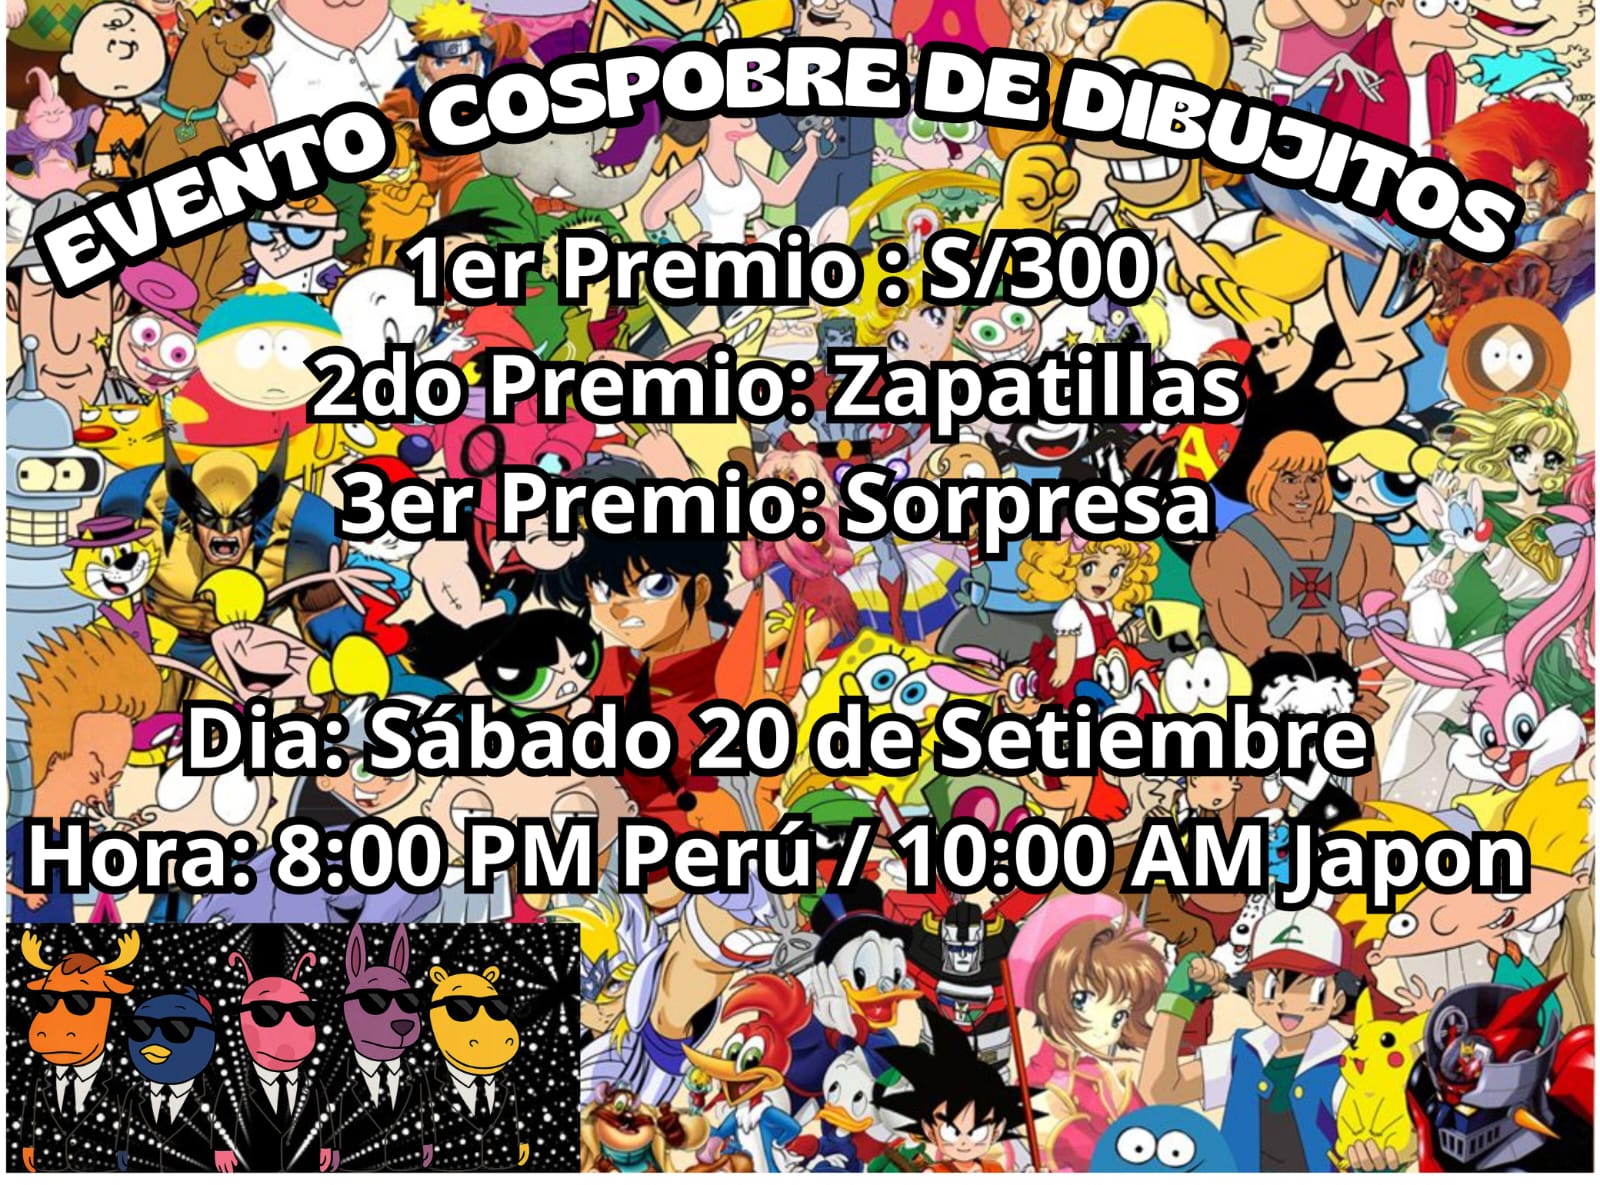 EVENTO COSPOBRE DE DIBUJITOS
1er Premio : S/300
2do Premio: Zapatillas
3er Premio: Sorpresa
Dia: Sábado 20 de Setiembre
Hora: 8:00 PM Perú / 10:00 AM Japon